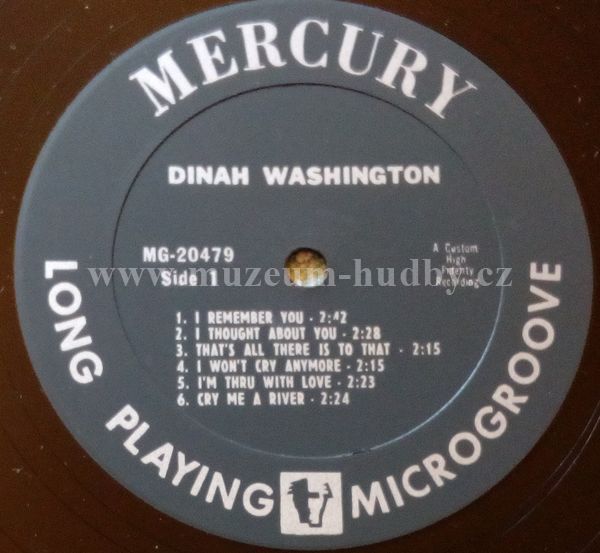 MERCURY
DINAH WASHINGTON
MG-20479
Side 1
A Custom
High
Fidelity
Recording
www.muzeum-hudby.cz
1. I REMEMBER YOU - 2:42
2. I THOUGHT ABOUT YOU - 2:28
3. THAT'S ALL THERE IS TO THAT - 2:15
4. I WON'T CRY ANYMORE - 2:15
5. I'M THRU WITH LOVE - 2:23
6. CRY ME A RIVER - 2:24
LONG PLAYING MICROGROOVE